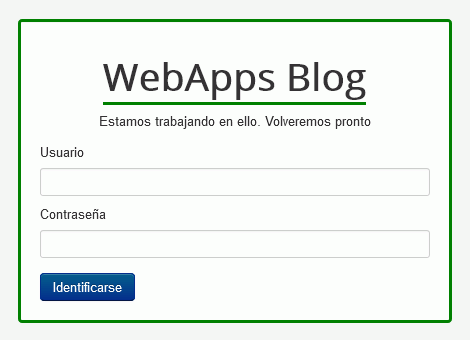 WebApps Blog
Estamos trabajando en ello. Volveremos pronto
Usuario
Contraseña
Identificarse